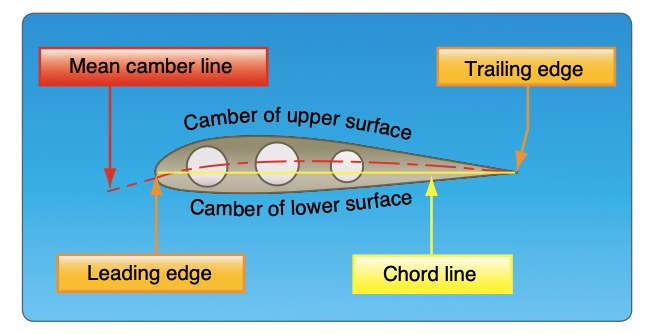 Mean camber line
Trailing edge
Camber of upper surface
Camber of lower surface
Leading edge
Chord line